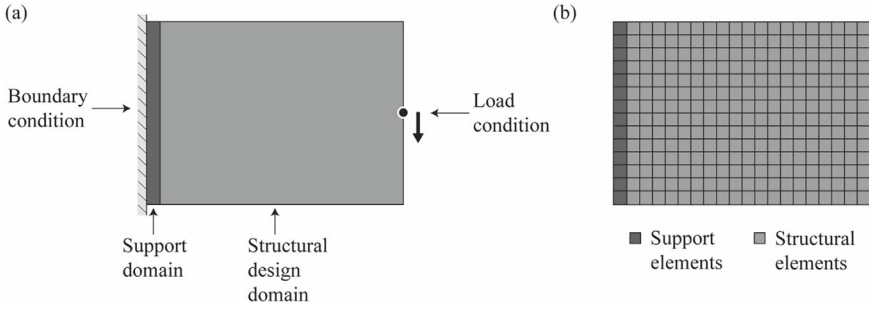 (a)
Boundary
condition
Load
condition
Support
domain
Structural
design
domain
(b)
Support
elements
Structural
elements